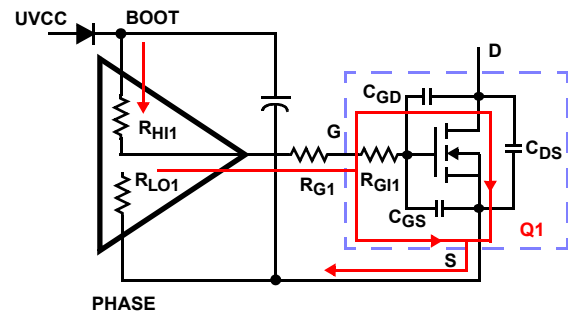 UVCC
BOOT
D
CGD
RHI1
G
CDS
RLO1
RG1
RGI1
CGS
Q1
S
PHASE